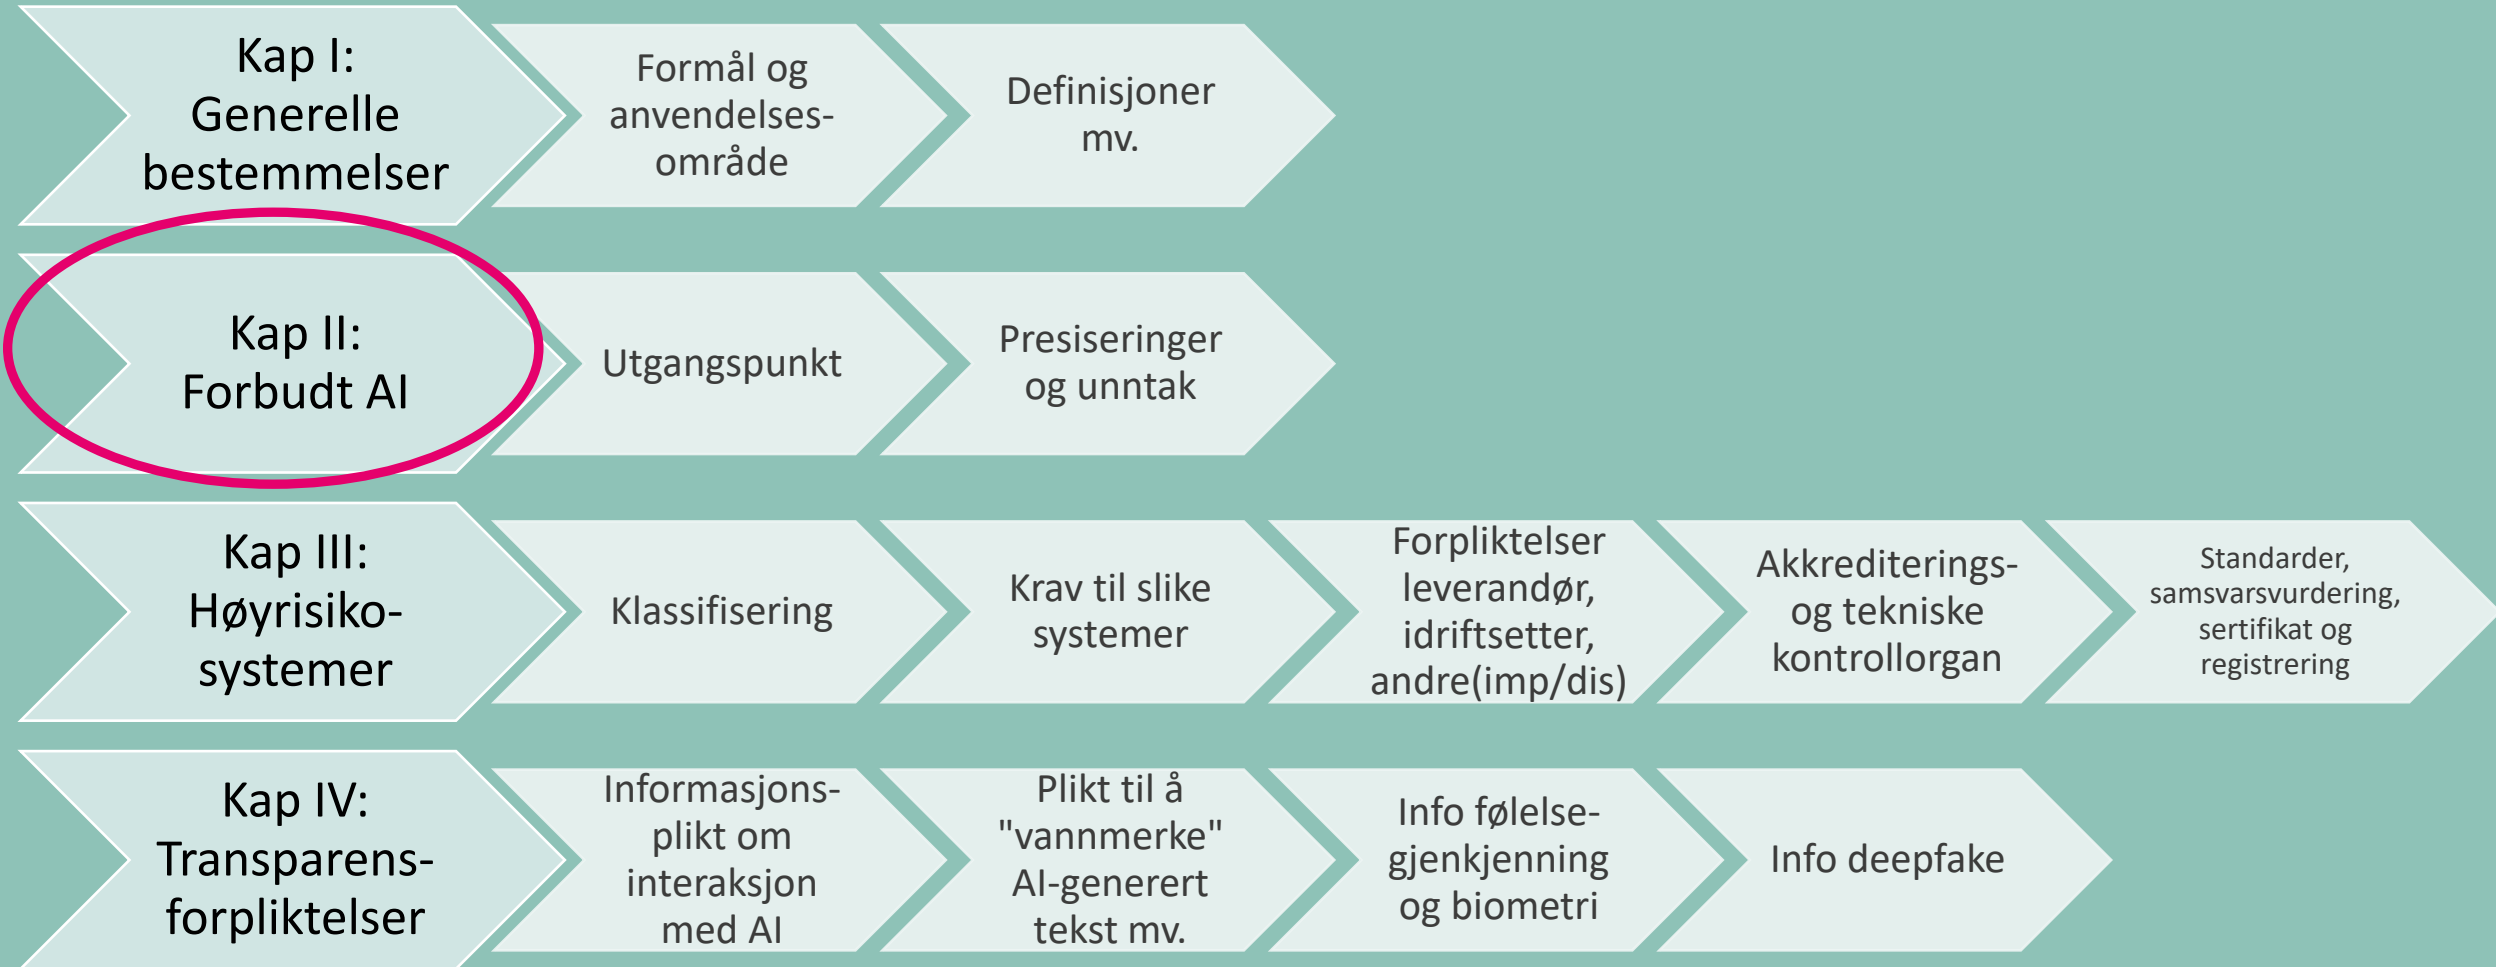 Kap I:
Generelle
bestemmelser
Formål og
anvendelses-
område
Definisjoner
mv.
Kap II:
Forbudt AI
Utgangspunkt
Presiseringer
og unntak
Kap III:
Høyrisiko-
systemer
Klassifisering
Krav til slike
systemer
Forpliktelser
leverandør,
idriftsetter,
andre(imp/dis)
Akkrediterings-
og tekniske
kontrollorgan
Standarder,
samsvarsvurdering,
sertifikat og
registrering
Kap IV:
Transparens-
forpliktelser
Informasjons-
plikt om
interaksjon
med AI
Plikt til å
"vannmerke"
AI-generert
tekst mv.
Info følelse-
gjenkjenning
og biometri
Info deepfake